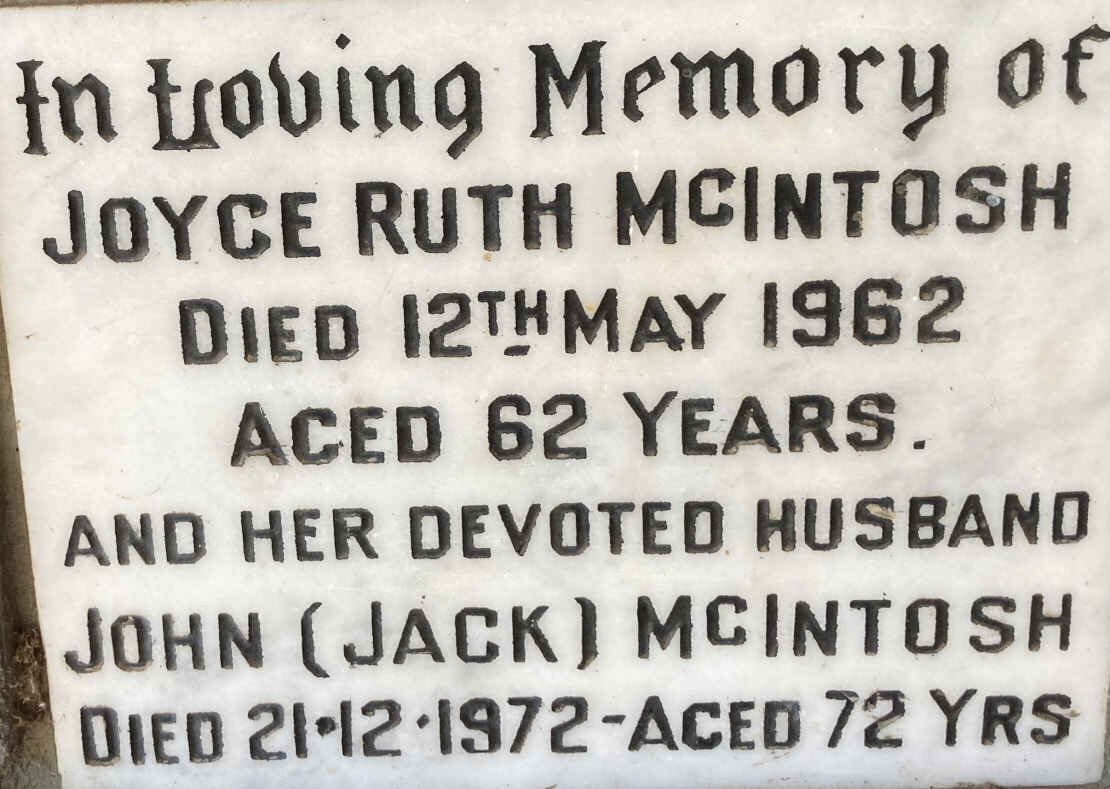 In Loving Memory of
JOYCE RUTH MCINTOSH
DIED 12TH MAY 1962
AGED 62 YEARS.
AND HER DEVOTED HUSBAND
JOHN (JACK) MCINTOSH
DIED 21·12·1972-AGED 72 YRS